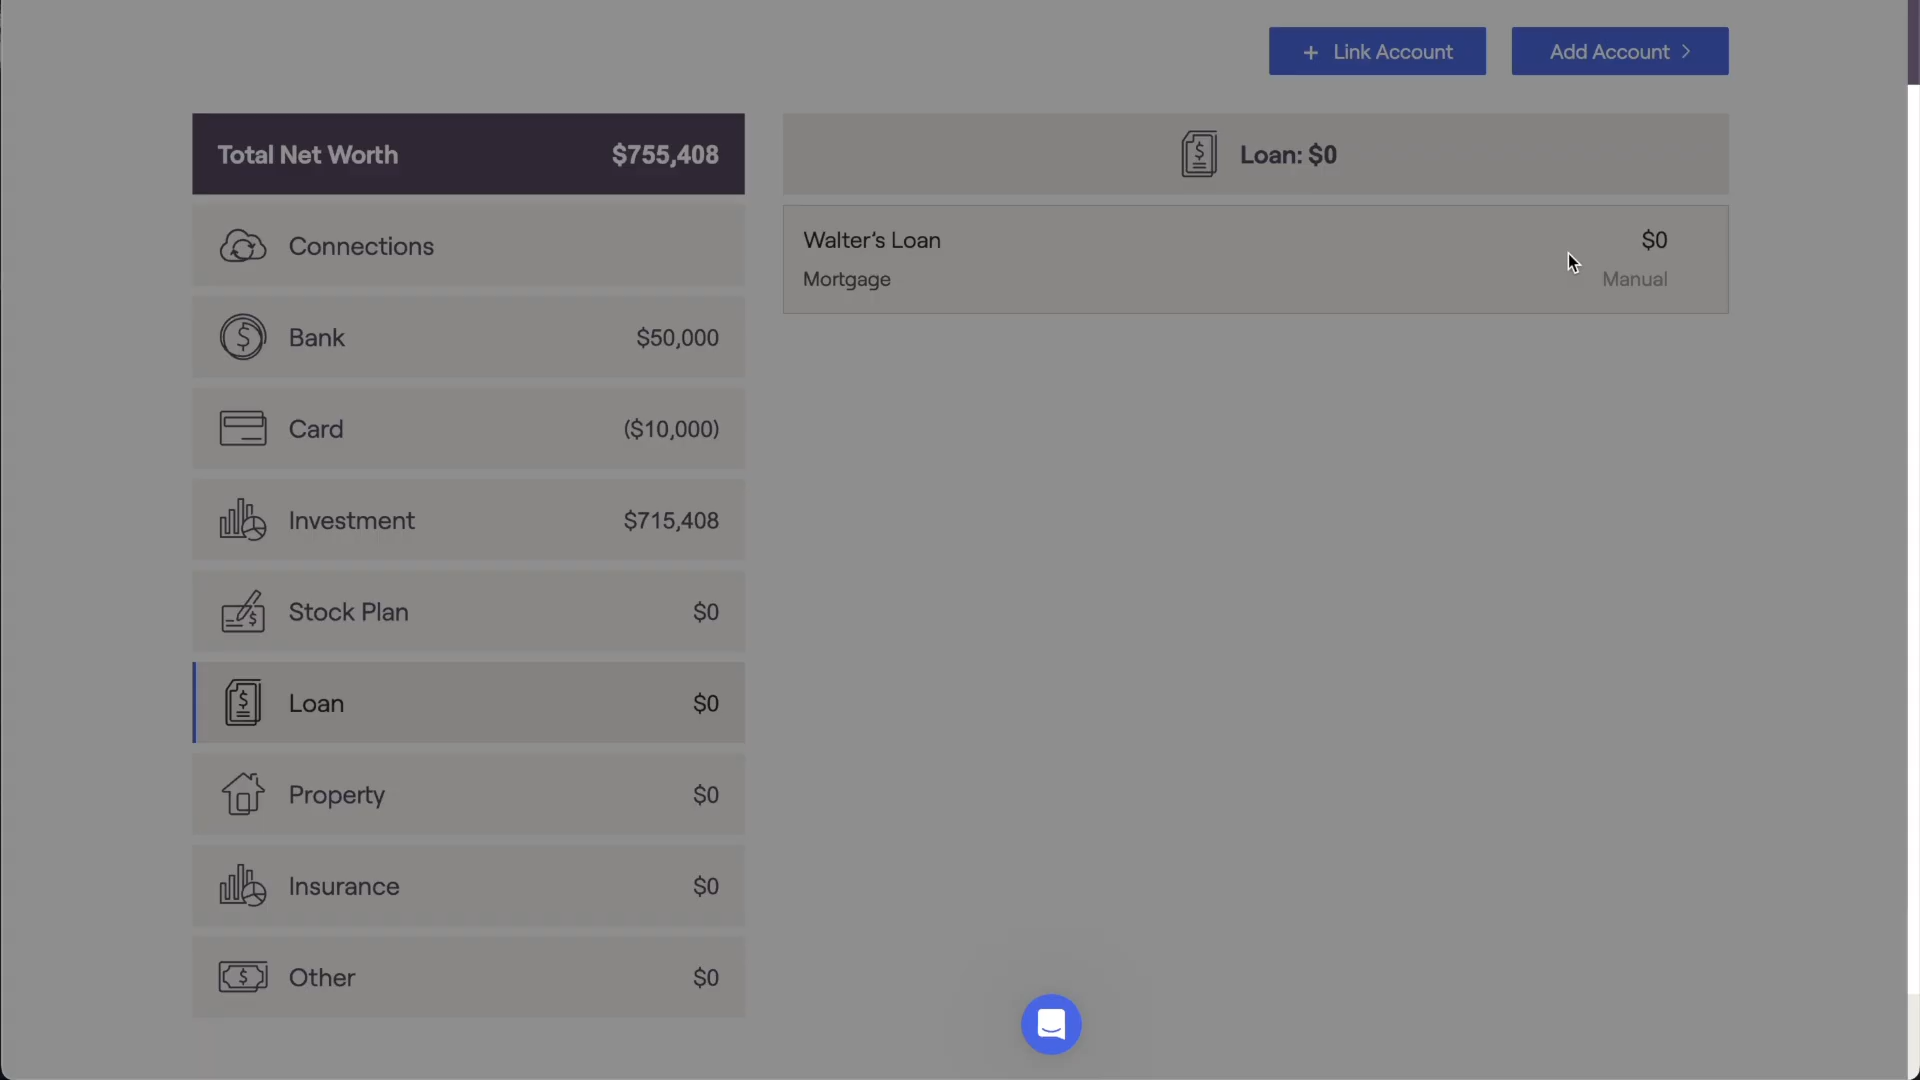 + Link Account
Add Account >
Total Net Worth $755,408
Connections
Bank $50,000
Card ($10,000)
Investment $715,408
Stock Plan $0
Loan $0
Property $0
Insurance $0
Other $0
Loan: $0
Walter’s Loan $0
Mortgage Manual